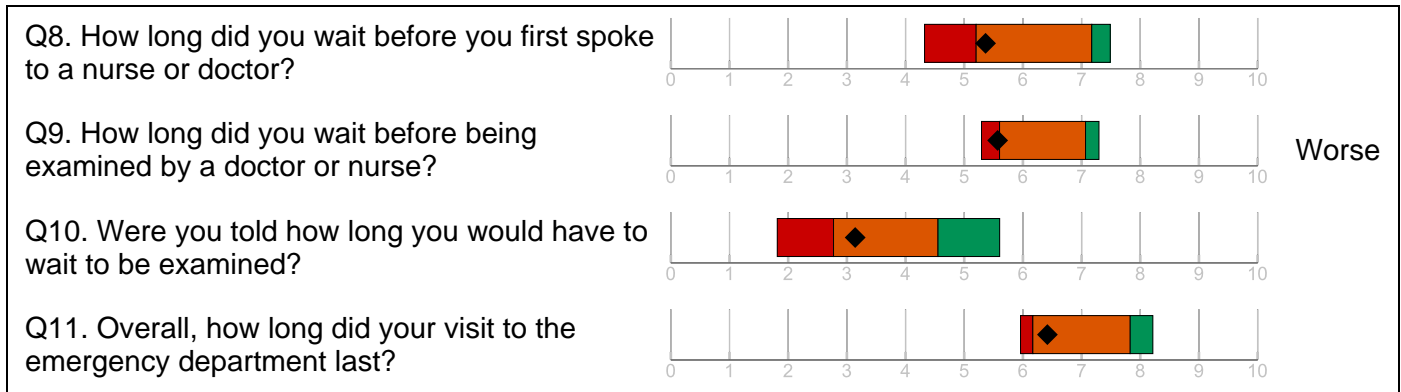 Q8. How long did you wait before you first spoke
to a nurse or doctor?
0 1 2 3 4 5 6 7 8 9 10
Q9. How long did you wait before being
examined by a doctor or nurse?
0 1 2 3 4 5 6 7 8 9 10
Worse
Q10. Were you told how long you would have to
wait to be examined?
0 1 2 3 4 5 6 7 8 9 10
Q11. Overall, how long did your visit to the
emergency department last?
0 1 2 3 4 5 6 7 8 9 10